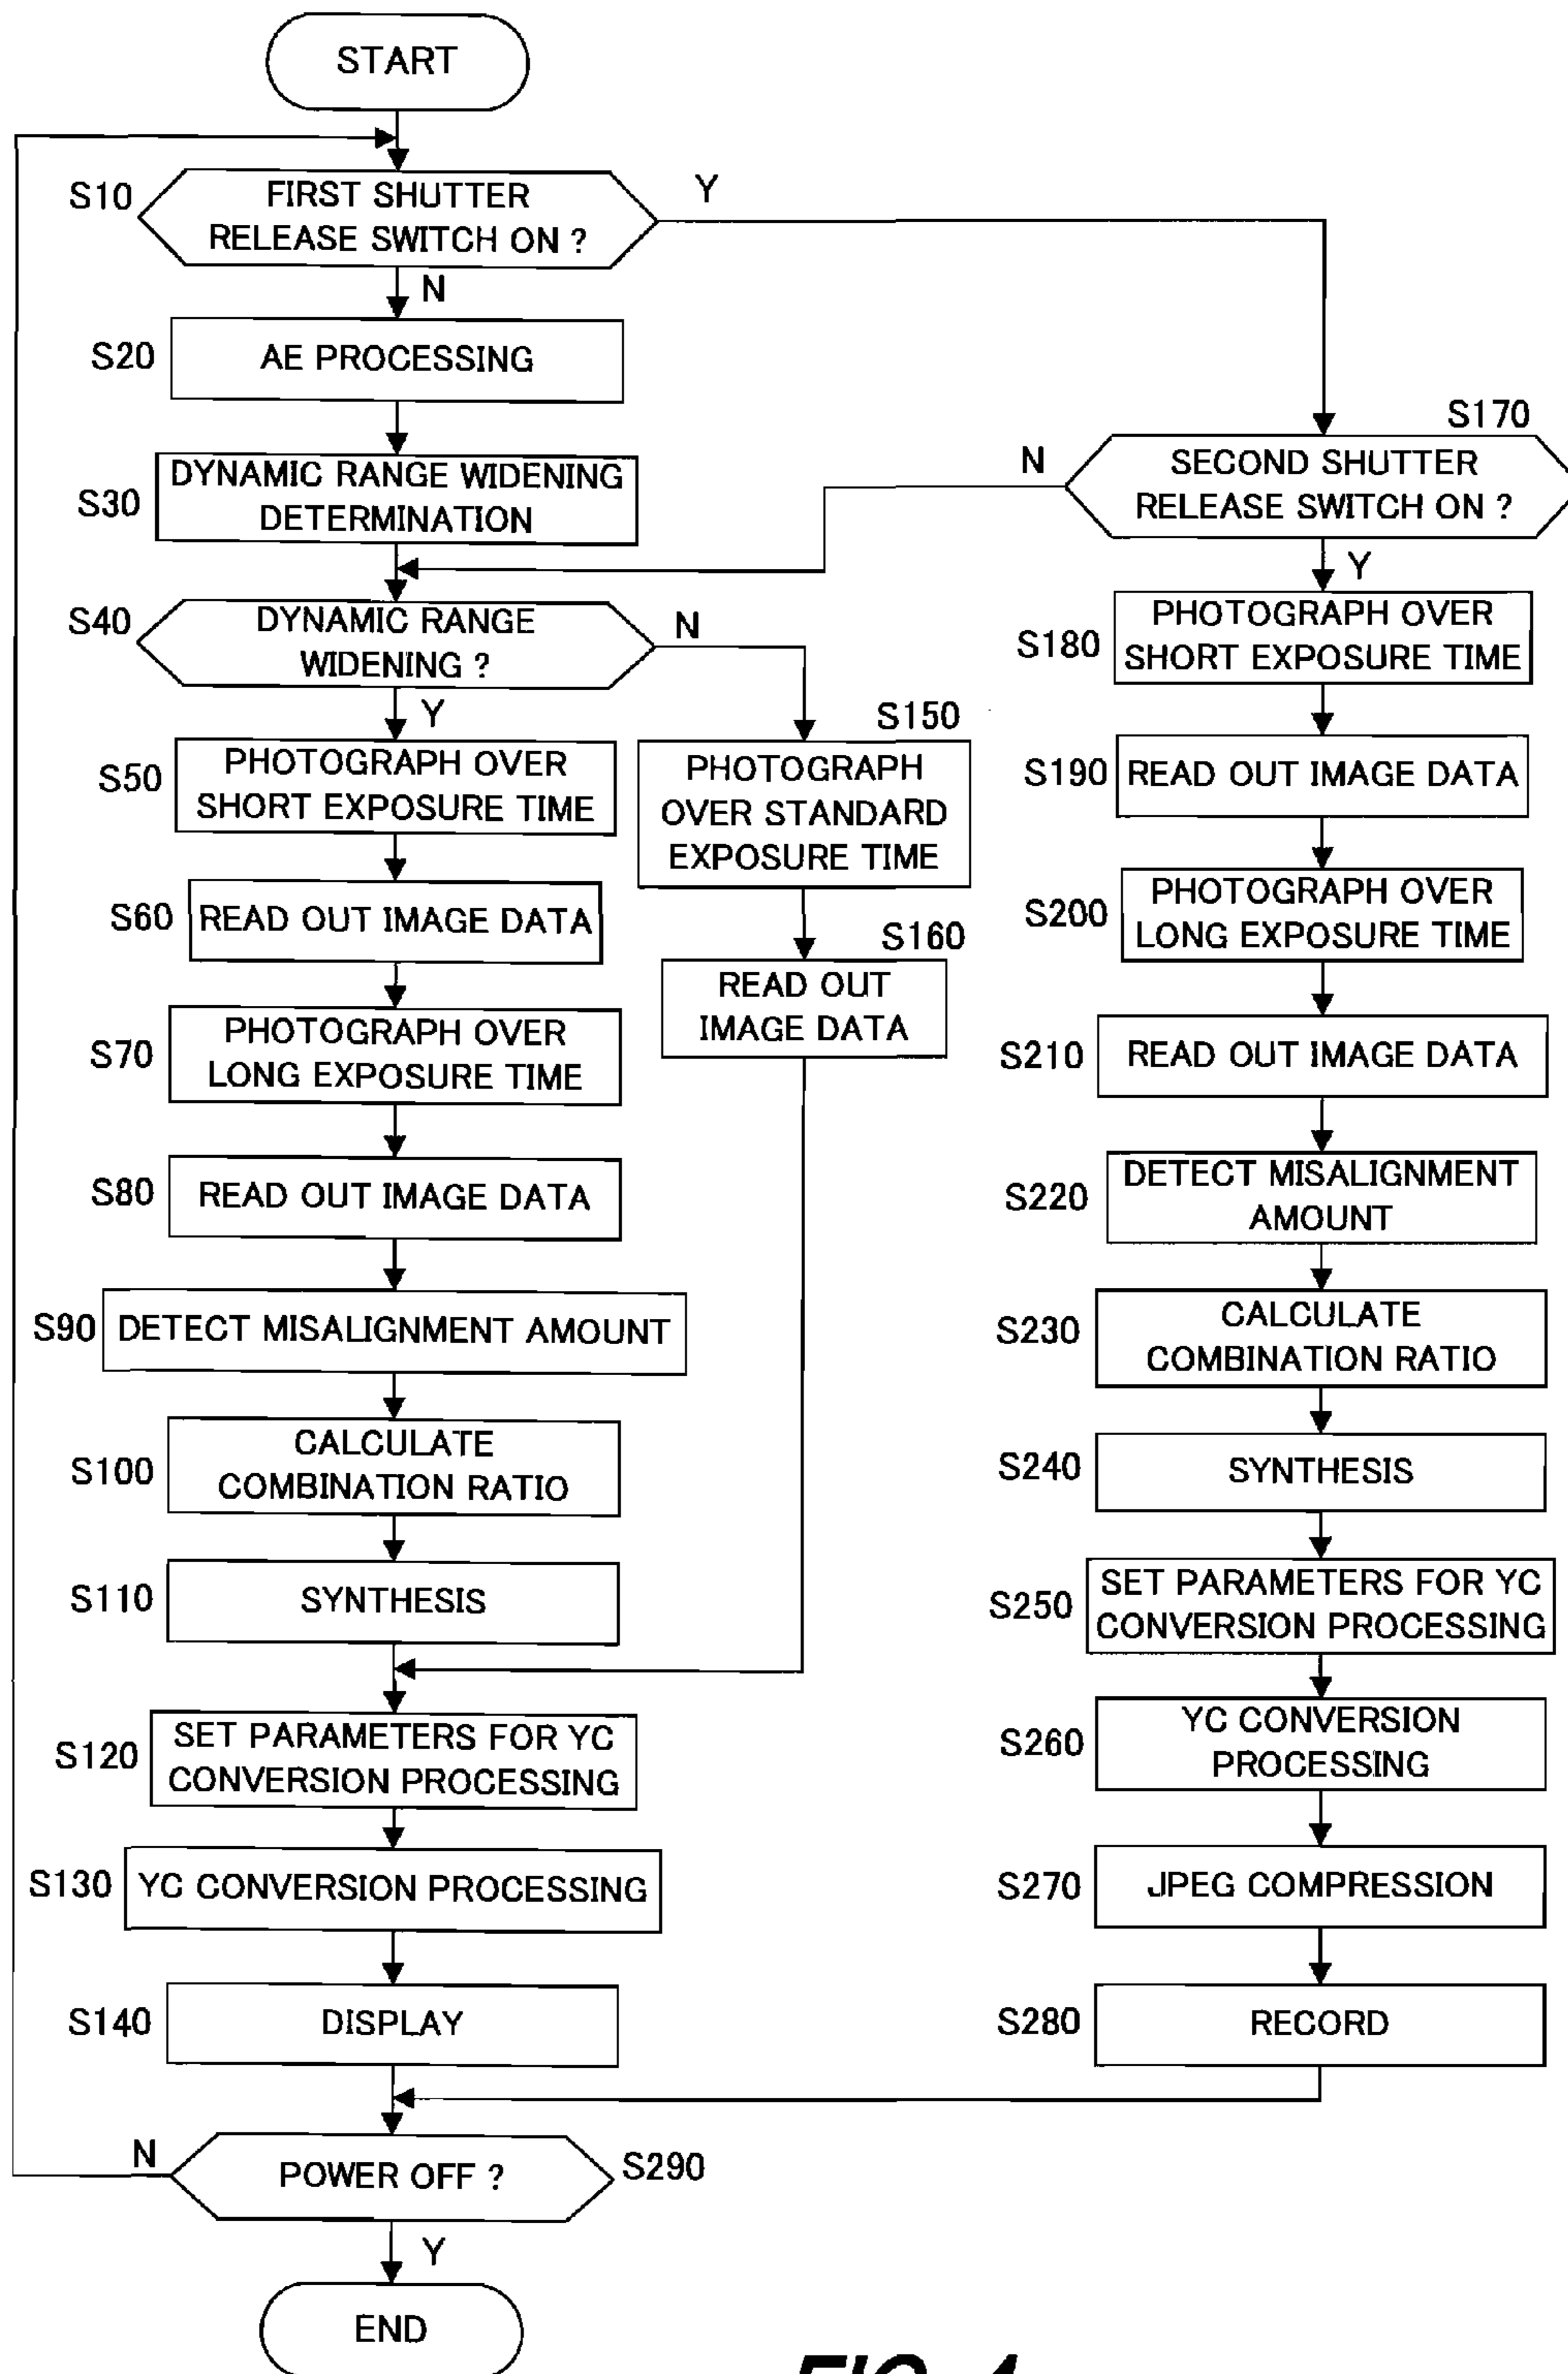 START
S10
FIRST SHUTTER
RELEASE SWITCH ON ?
Y
N
S20
AE PROCESSING
S30
DYNAMIC RANGE WIDENING
DETERMINATION
S40
DYNAMIC RANGE
WIDENING ?
N
Y
S50
PHOTOGRAPH OVER
SHORT EXPOSURE TIME
S60
READ OUT IMAGE DATA
S70
PHOTOGRAPH OVER
LONG EXPOSURE TIME
S80
READ OUT IMAGE DATA
S90
DETECT MISALIGNMENT AMOUNT
S100
CALCULATE
COMBINATION RATIO
S110
SYNTHESIS
S120
SET PARAMETERS FOR YC
CONVERSION PROCESSING
S130
YC CONVERSION PROCESSING
S140
DISPLAY
S150
PHOTOGRAPH
OVER STANDARD
EXPOSURE TIME
S160
READ OUT
IMAGE DATA
S170
N
SECOND SHUTTER
RELEASE SWITCH ON ?
Y
S180
PHOTOGRAPH OVER
SHORT EXPOSURE TIME
S190
READ OUT IMAGE DATA
S200
PHOTOGRAPH OVER
LONG EXPOSURE TIME
S210
READ OUT IMAGE DATA
S220
DETECT MISALIGNMENT
AMOUNT
S230
CALCULATE
COMBINATION RATIO
S240
SYNTHESIS
S250
SET PARAMETERS FOR YC
CONVERSION PROCESSING
S260
YC CONVERSION
PROCESSING
S270
JPEG COMPRESSION
S280
RECORD
N
POWER OFF ?
S290
Y
END